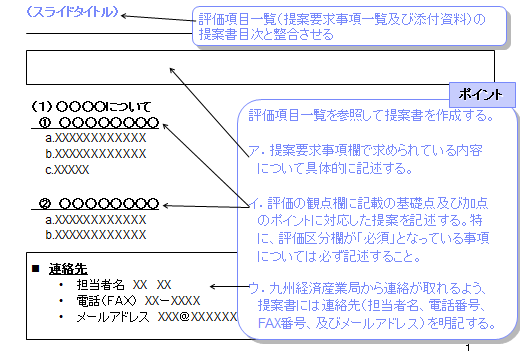 （スライドタイトル）
評価項目一覧（提案要求事項一覧及び添付資料）の
提案書目次と整合させる
ポイント
（１）〇〇〇〇について
① 〇〇〇〇〇〇〇〇
a.XXXXXXXXXXXX
b.XXXXXXXXXXXX
c.XXXXX
② 〇〇〇〇〇〇〇〇
a.XXXXXXXXXXXX
b.XXXXXXXXXXXX
評価項目一覧を参照して提案書を作成する。
ア．提案要求事項欄で求められている内容
について具体的に記述する。
イ．評価の観点欄に記載の基礎点及び加点
のポイントに対応した提案を記述する。特
に、評価区分欄が「必須」となっている事項
については必ず記述すること。
ウ．九州経済産業局から連絡が取れるよう、
提案書には連絡先（担当者名、電話番号、
FAX番号、及びメールアドレス）を明記する。
■ 連絡先
・ 担当者名 XX XX
・ 電話（FAX） XX－XXXX
・ メールアドレス XXX@XXXXXX
1